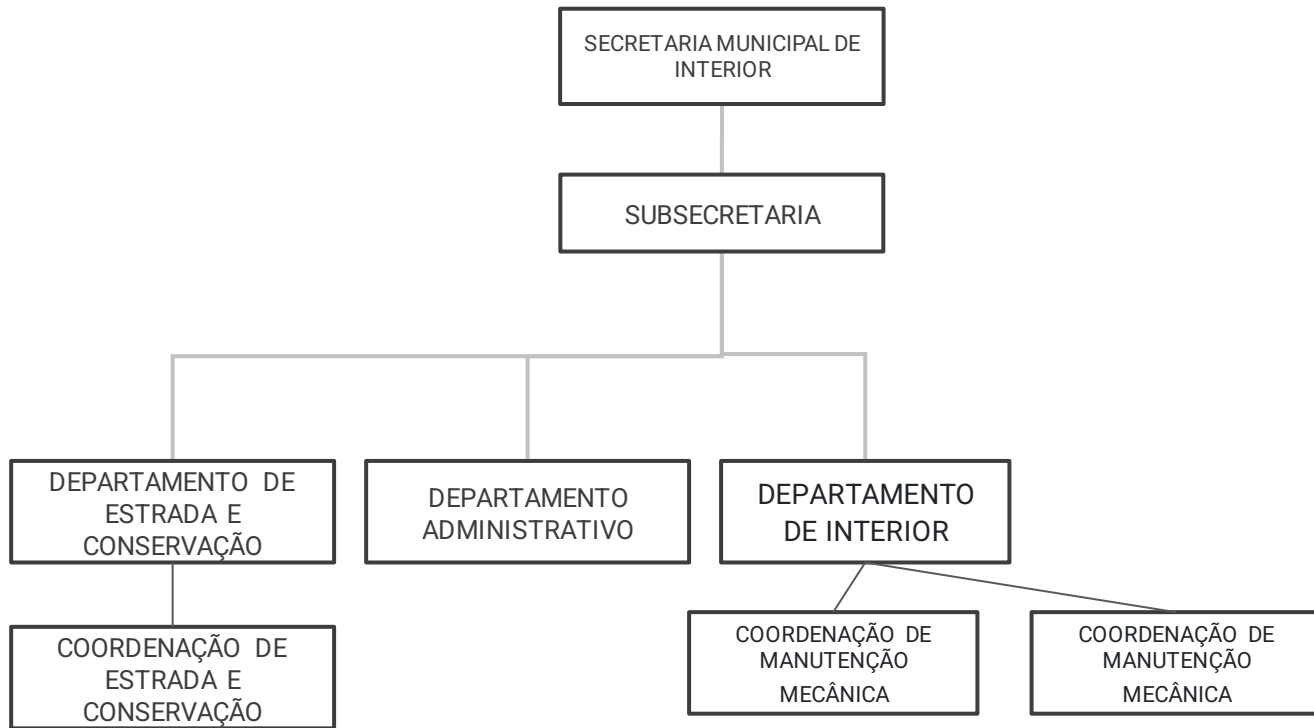 SECRETARIA MUNICIPAL DE
INTERIOR
SUBSECRETARIA
DEPARTAMENTO DE
ESTRADA E
CONSERVAÇÃO
DEPARTAMENTO
ADMINISTRATIVO
DEPARTAMENTO
DE INTERIOR
COORDENAÇÃO DE
ESTRADA E
CONSERVAÇÃO
COORDENAÇÃO DE
MANUTENÇÃO
MECÂNICA
COORDENAÇÃO DE
MANUTENÇÃO
MECÂNICA